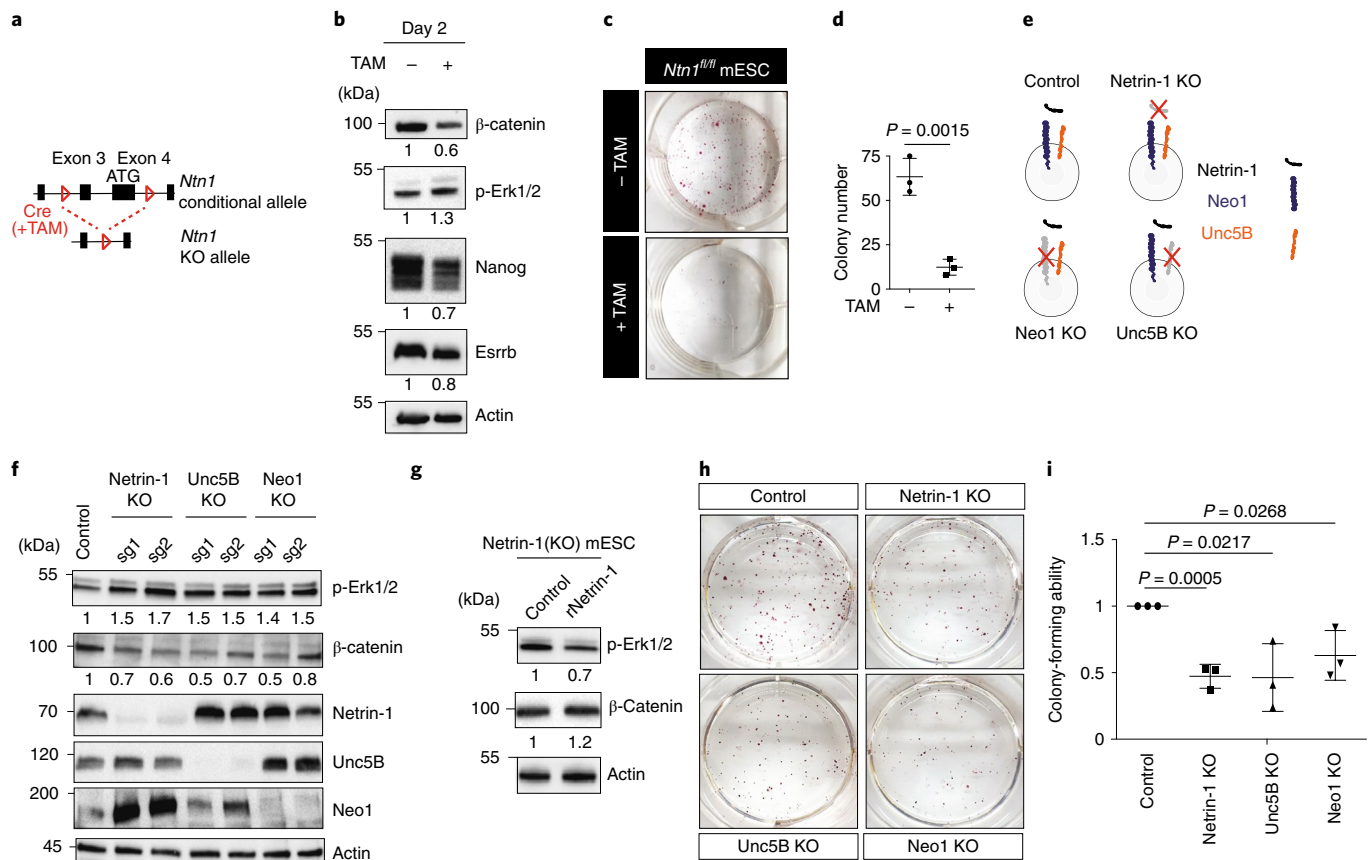 a
Exon 3 Exon 4
ATG
Ntn1
conditional allele
Cre
(+TAM)
Ntn1
KO allele
b
Day 2
TAM – +
(kDa)
100 β-catenin
1 0.6
55
p-Erk1/2
1 1.3
55
Nanog
1 0.7
55
Esrrb
1 0.8
55
Actin
c
Ntn1fl/fl mESC
– TAM
+ TAM
d
P = 0.0015
75
50
25
0
Colony number
TAM – +
e
Control Netrin-1 KO
Neo1 KO Unc5B KO
Netrin-1
Neo1
Unc5B
f
Control
Netrin-1 KO
Unc5B KO
Neo1 KO
sg1 sg2 sg1 sg2 sg1 sg2
(kDa)
55
p-Erk1/2
1 1.5 1.7 1.5 1.5 1.4 1.5
100 β-catenin
1 0.7 0.6 0.5 0.7 0.5 0.8
70 Netrin-1
120 Unc5B
200
Neo1
45 Actin
g
Netrin-1(KO) mESC
Control rNetrin-1
(kDa)
55
p-Erk1/2
1 0.7
100 β-Catenin
1 1.2
55
Actin
h
Control Netrin-1 KO
Unc5B KO Neo1 KO
i
P = 0.0268
P = 0.0217
P = 0.0005
1.5
1
0.5
0
Colony-forming ability
Control
Netrin-1 KO
Unc5B KO
Neo1 KO